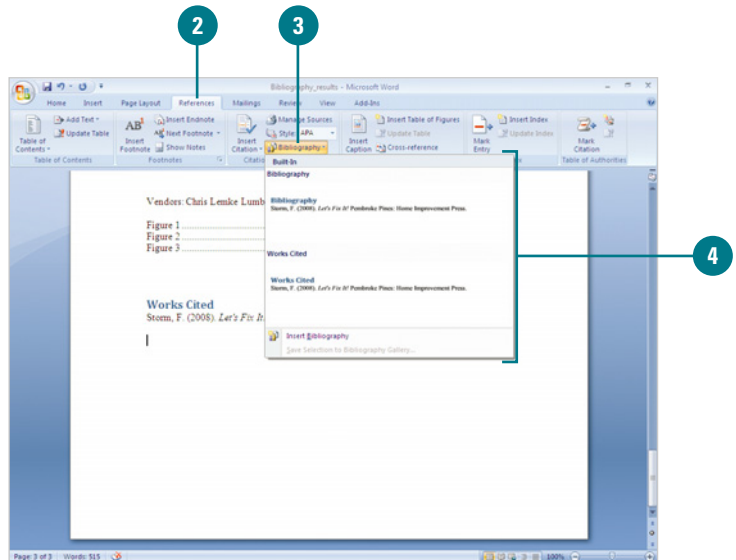 2
3
Bibliography_results - Microsoft Word
Home Insert Page Layout References Mailings Review View Add-Ins
Table of Contents
Add Text
Update Table
Table of Contents
AB1
Insert Footnote
Insert Endnote
Next Footnote
Show Notes
Footnotes
Insert Citation
Manage Sources
Style: APA
Bibliography
Insert Caption
Insert Table of Figures
Update Table
Cross-reference
Mark Entry
Insert Index
Update Index
Mark Citation
Table of Authorities
Built-In
Bibliography
Bibliography
Storm, F. (2008). Let's Fix It! Pembroke Pines: Home Improvement Press.
Works Cited
Works Cited
Storm, F. (2008). Let's Fix It! Pembroke Pines: Home Improvement Press.
Insert Bibliography
Save Selection to Bibliography Gallery...
4
Vendors: Chris Lemke Lumb
Figure 1
Figure 2
Figure 3
Works Cited
Storm, F. (2008). Let's Fix It
Page: 3 of 3 Words: 515
100%